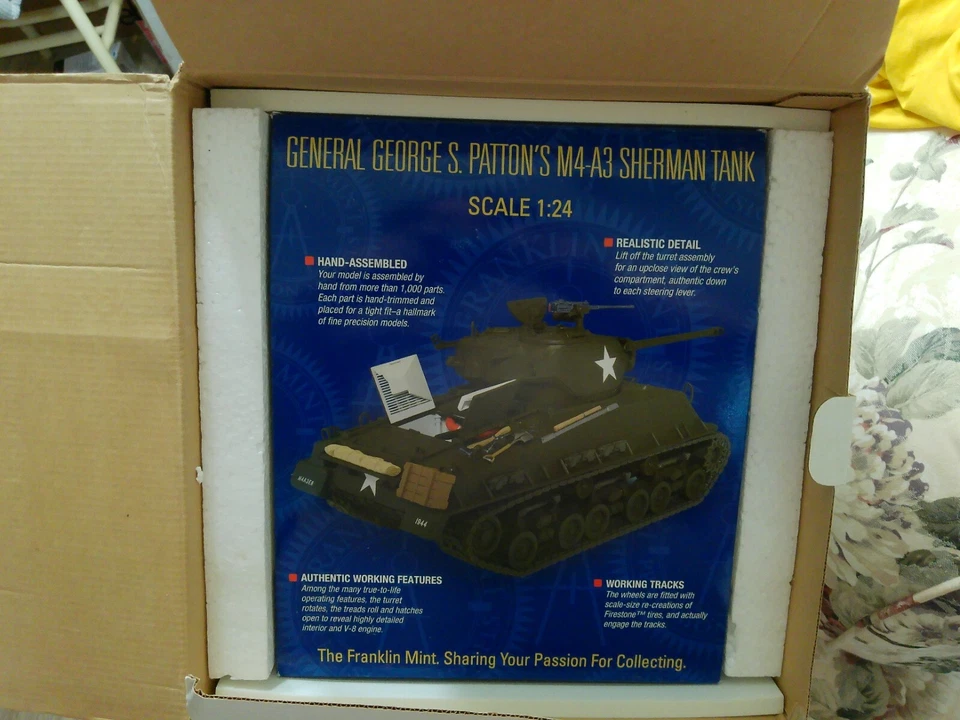 GENERAL GEORGE S. PATTON'S M4-A3 SHERMAN TANK
SCALE 1:24
HAND-ASSEMBLED
Your model is assembled by
hand from more than 1,000 parts.
Each part is hand-trimmed and
placed for a tight fit–a hallmark
of fine precision models.
REALISTIC DETAIL
Lift off the turret assembly
for an upclose view of the crew's
compartment, authentic down
to each steering lever.
1944
AUTHENTIC WORKING FEATURES
Among the many true-to-life
operating features, the turret
rotates, the treads roll and hatches
open to reveal highly detailed
interior and V-8 engine.
WORKING TRACKS
The wheels are fitted with
scale-size re-creations of
Firestone™ tires, and actually
engage the tracks.
The Franklin Mint. Sharing Your Passion For Collecting.